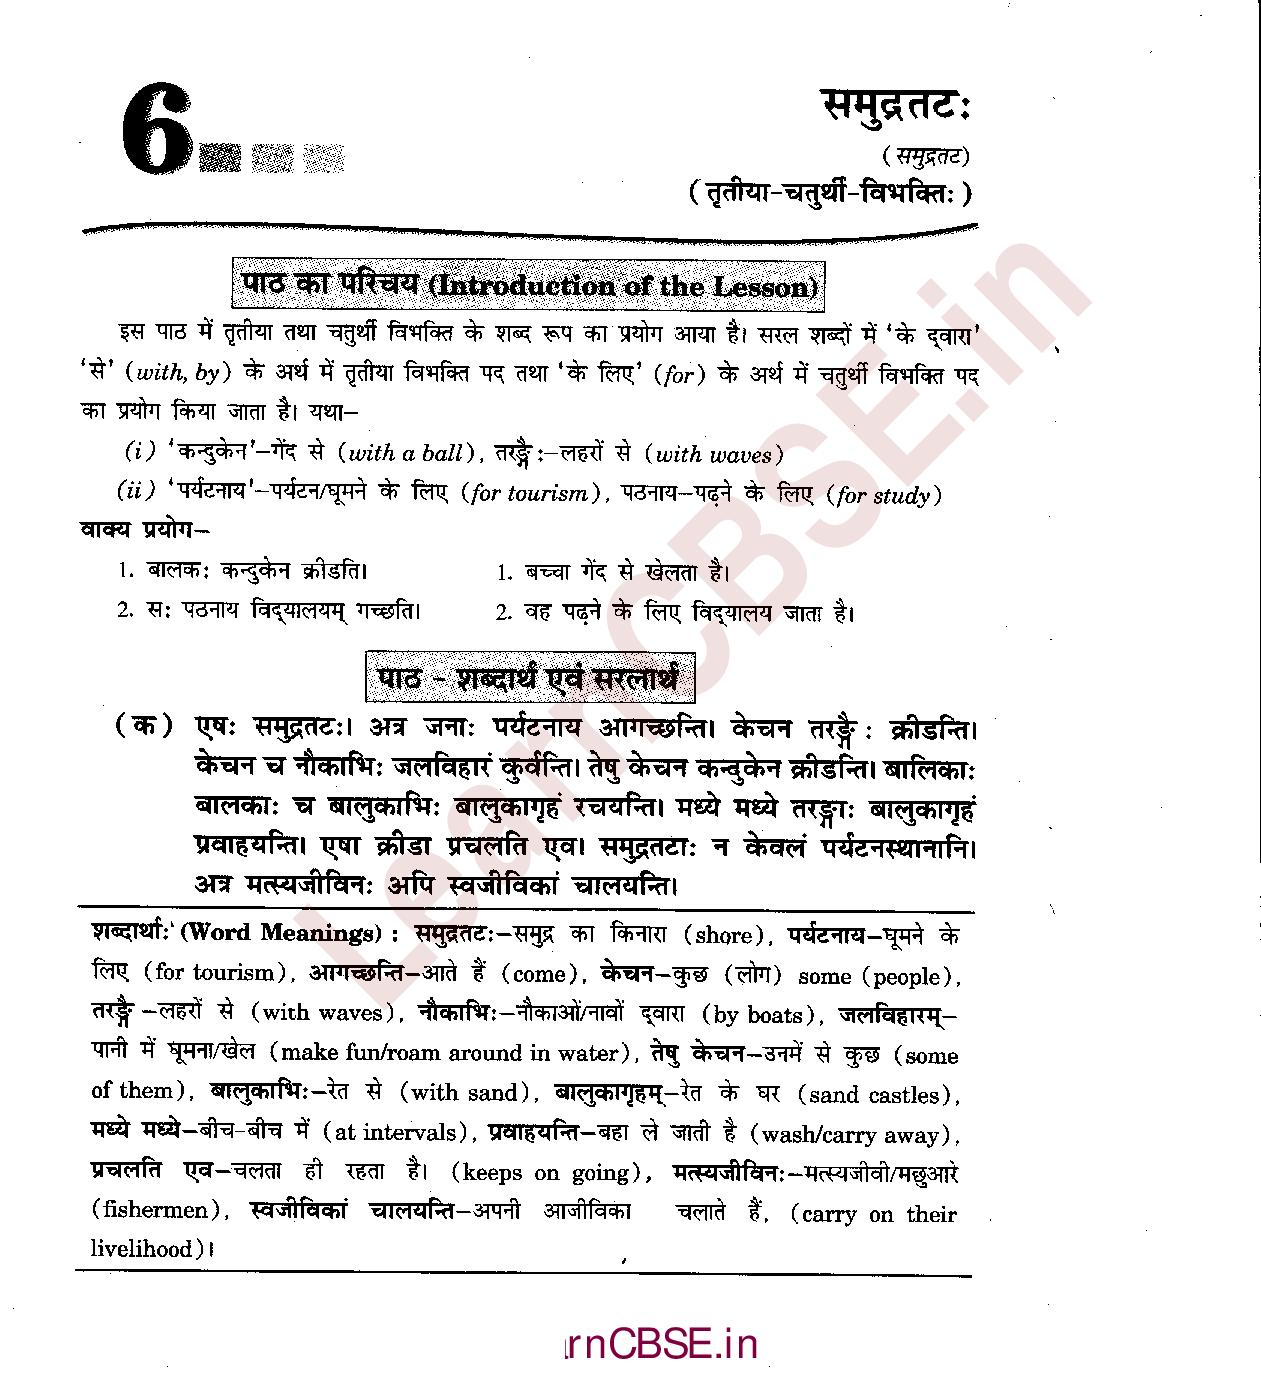 6
समुद्रतटः
(समुद्रतट)
(तृतीया-चतुर्थी-विभक्तिः)
पाठ का परिचय (Introduction of the Lesson)
इस पाठ में तृतीया तथा चतुर्थी विभक्ति के शब्द रूप का प्रयोग आया है। सरल शब्दों में 'के द्वारा'
'से' (with, by) के अर्थ में तृतीया विभक्ति पद तथा 'के लिए' (for) के अर्थ में चतुर्थी विभक्ति पद
का प्रयोग किया जाता है। यथा–
(i) 'कन्दुकेन'–गेंद से (with a ball), तरङ्गैः–लहरों से (with waves)
(ii) 'पर्यटनाय'–पर्यटन/घूमने के लिए (for tourism), पठनाय–पढ़ने के लिए (for study)
वाक्य प्रयोग–
1. बालकः कन्दुकेन क्रीडति। 1. बच्चा गेंद से खेलता है।
2. सः पठनाय विद्यालयम् गच्छति। 2. वह पढ़ने के लिए विद्यालय जाता है।
पाठ - शब्दार्थ एवं सरलार्थ
(क) एषः समुद्रतटः। अत्र जनाः पर्यटनाय आगच्छन्ति। केचन तरङ्गैः क्रीडन्ति।
केचन च नौकाभिः जलविहारं कुर्वन्ति। तेषु केचन कन्दुकेन क्रीडन्ति। बालिकाः
बालकाः च बालुकाभिः बालुकागृहं रचयन्ति। मध्ये मध्ये तरङ्गाः बालुकागृहं
प्रवाहयन्ति। एषा क्रीडा प्रचलति एव। समुद्रतटाः न केवलं पर्यटनस्थानानि।
अत्र मत्स्यजीविनः अपि स्वजीविकां चालयन्ति।
शब्दार्थाः (Word Meanings) : समुद्रतटः–समुद्र का किनारा (shore), पर्यटनाय–घूमने के
लिए (for tourism), आगच्छन्ति–आते हैं (come), केचन–कुछ (लोग) some (people),
तरङ्गै –लहरों से (with waves), नौकाभिः–नौकाओं/नावों द्वारा (by boats), जलविहारम्–
पानी में घूमना/खेल (make fun/roam around in water), तेषु केचन–उनमें से कुछ (some
of them), बालुकाभिः–रेत से (with sand), बालुकागृहम्–रेत के घर (sand castles),
मध्ये मध्ये–बीच-बीच में (at intervals), प्रवाहयन्ति–बहा ले जाती है (wash/carry away),
प्रचलति एव–चलता ही रहता है। (keeps on going), मत्स्यजीविनः–मत्स्यजीवी/मछुआरे
(fishermen), स्वजीविकां चालयन्ति–अपनी आजीविका चलाते हैं, (carry on their
livelihood)।
LearnCBSE.in
rnCBSE.in